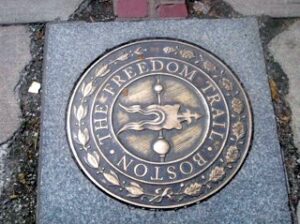 THE FREEDOM TRAIL · BOSTON ·